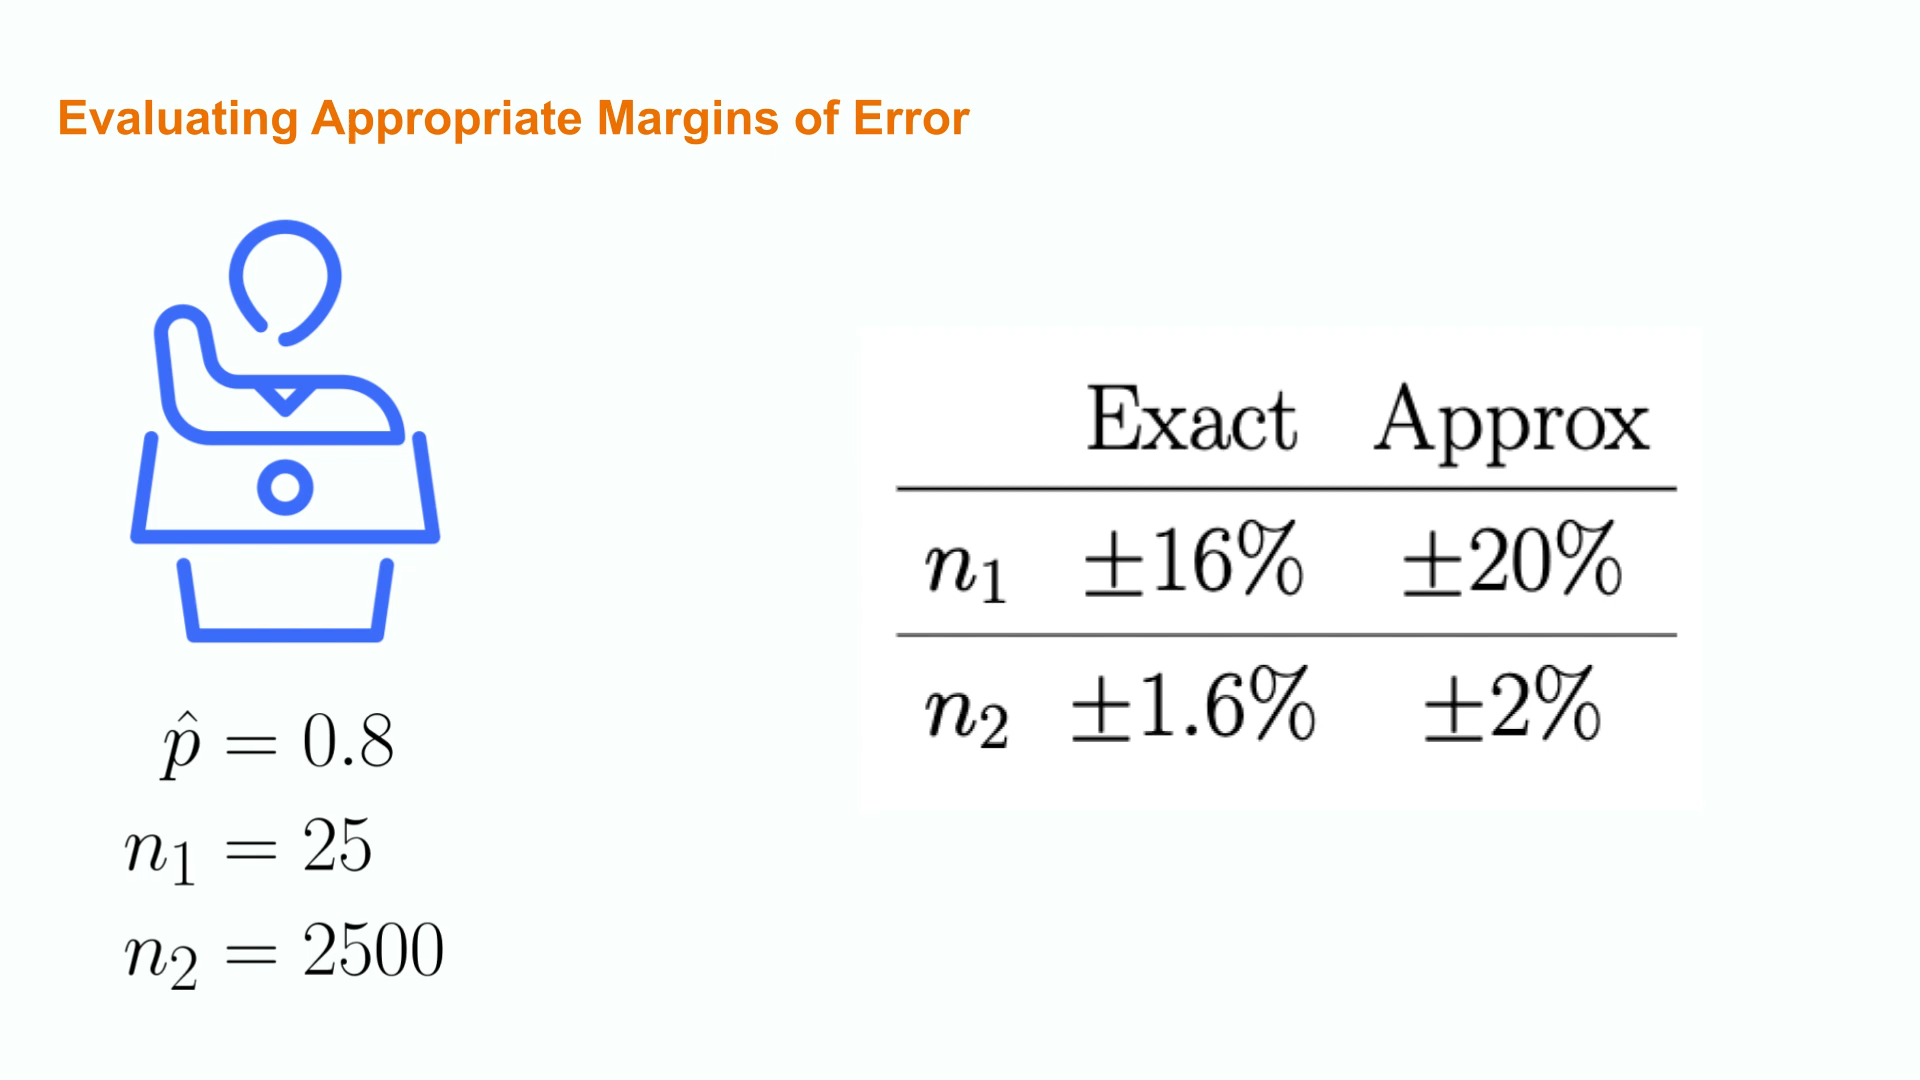 Evaluating Appropriate Margins of Error
Exact Approx
n₁ ±16% ±20%
n₂ ±1.6% ±2%
p̂ = 0.8
n₁ = 25
n₂ = 2500